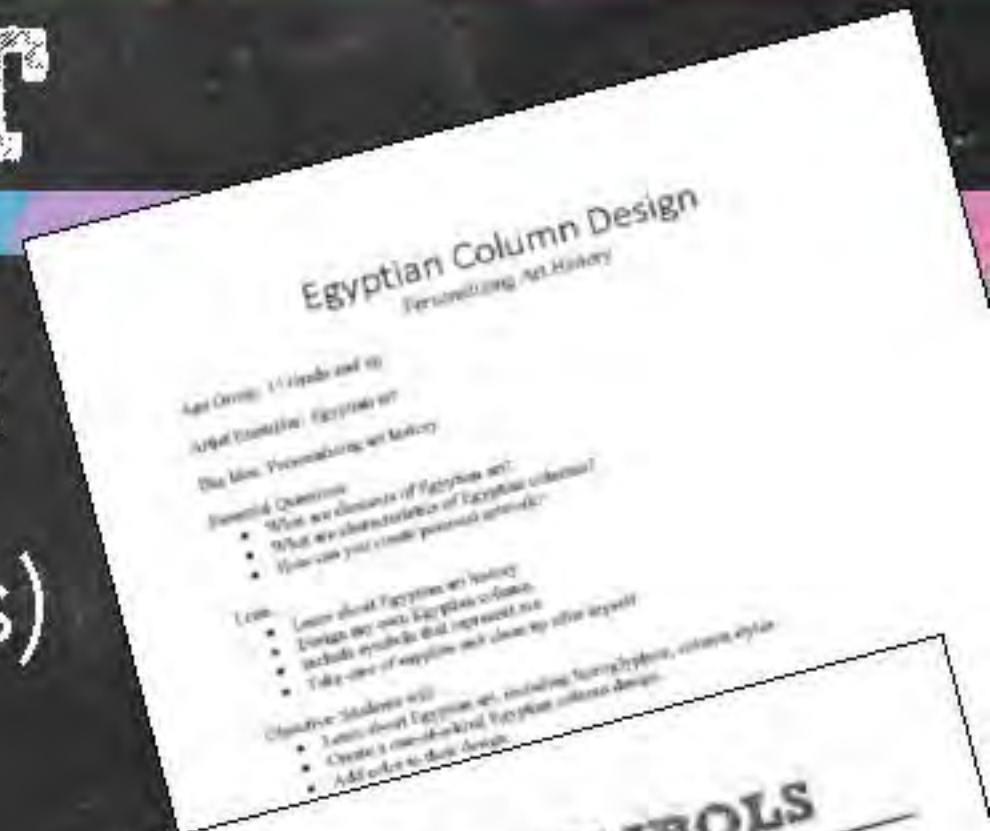 T
s)
Egyptian Column Design
Personalizing Art History
Age Group: grade and up
Artist Examples: Egyptian art
Big Idea: Personalizing art history
Essential Questions:
• What are elements of Egyptian art?
• What are characteristics of Egyptian columns?
• How can you create personal artwork?
I can:
• Learn about Egyptian art history
• Design my own Egyptian column.
• Include symbols that represent me
• Take care of supplies and clean up after myself
Objective: Students will
• Learn about Egyptian art, including hieroglyphics, column styles
• Create a one-of-a-kind Egyptian column design.
• Add color to their design.
BOLS